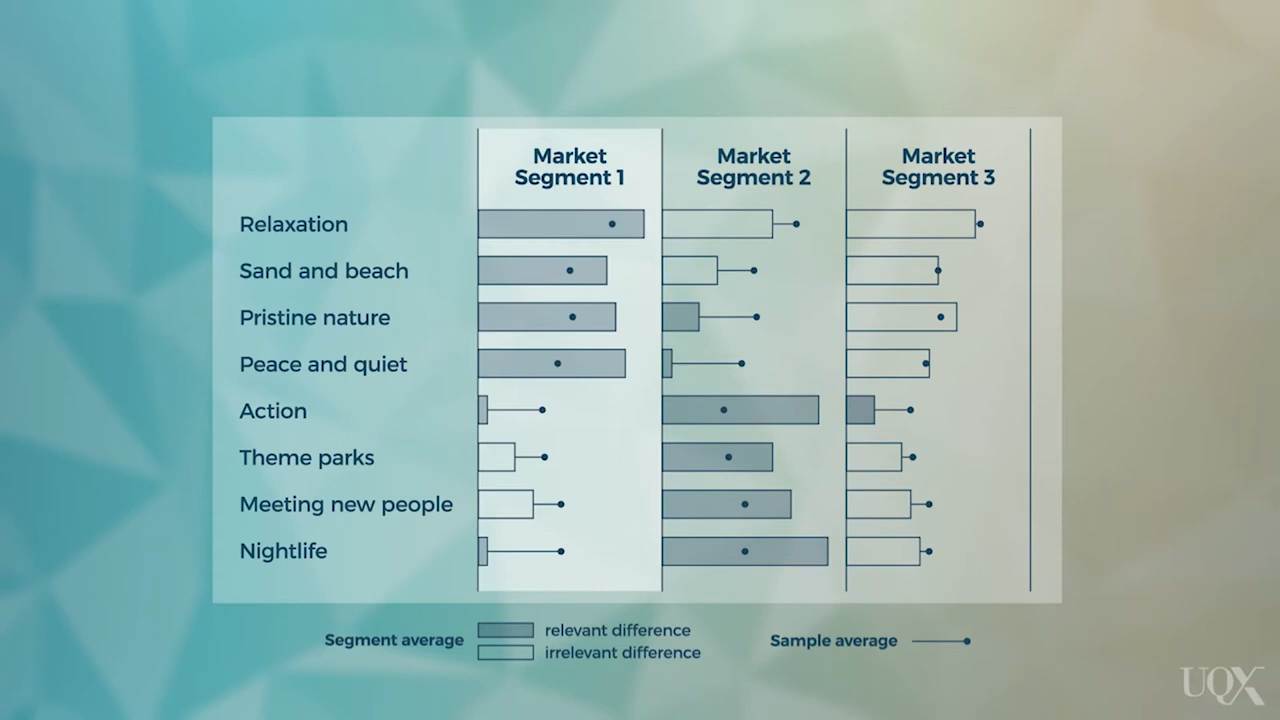 Market
Segment 1
Market
Segment 2
Market
Segment 3
Relaxation
Sand and beach
Pristine nature
Peace and quiet
Action
Theme parks
Meeting new people
Nightlife
Segment average
relevant difference
irrelevant difference
Sample average
UQX